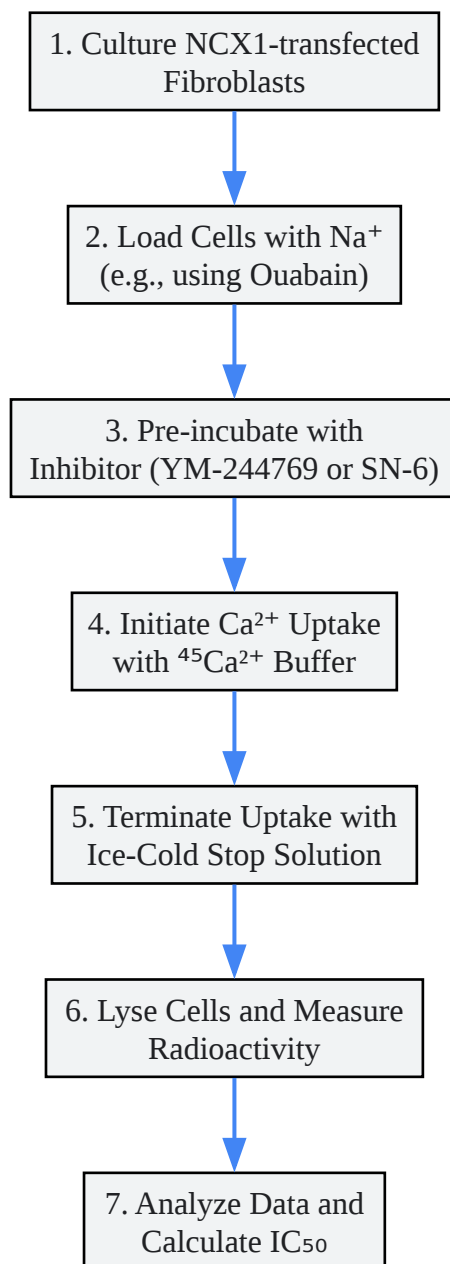 1. Culture NCX1-transfected
Fibroblasts
2. Load Cells with Na⁺
(e.g., using Ouabain)
3. Pre-incubate with
Inhibitor (YM-244769 or SN-6)
4. Initiate Ca²⁺ Uptake
with ⁴⁵Ca²⁺ Buffer
5. Terminate Uptake with
Ice-Cold Stop Solution
6. Lyse Cells and Measure
Radioactivity
7. Analyze Data and
Calculate IC₅₀